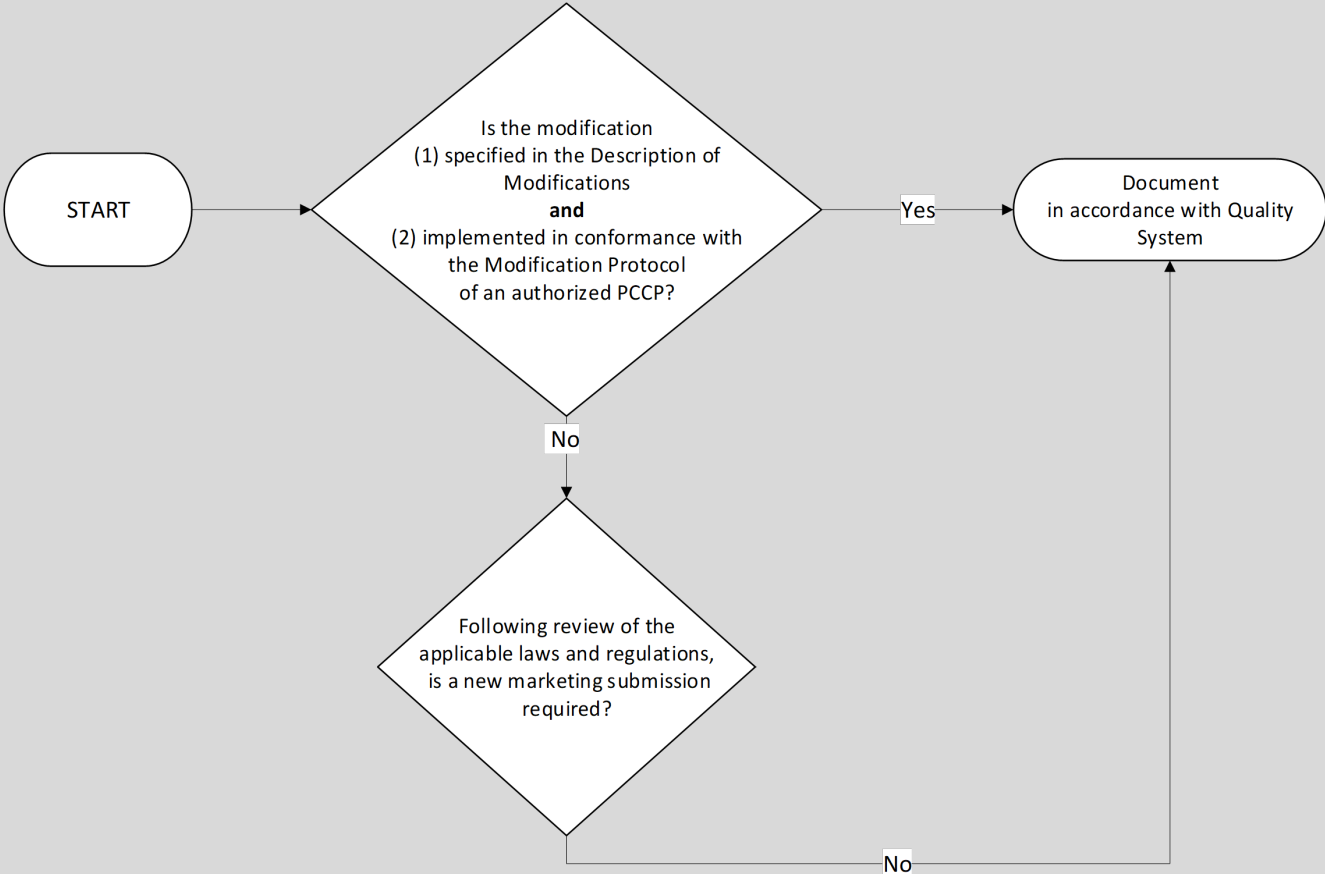 START
Is the modification
(1) specified in the Description of
Modifications
and
(2) implemented in conformance with
the Modification Protocol
of an authorized PCCP?
Yes
Document
in accordance with Quality
System
No
Following review of the
applicable laws and regulations,
is a new marketing submission
required?
No